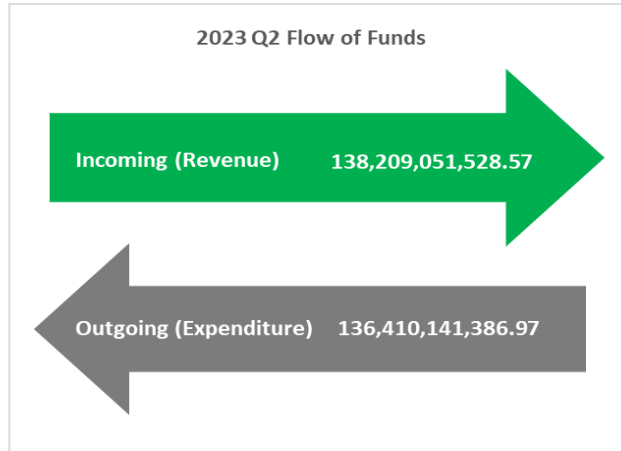 2023 Q2 Flow of Funds
Incoming (Revenue) 138,209,051,528.57
Outgoing (Expenditure) 136,410,141,386.97